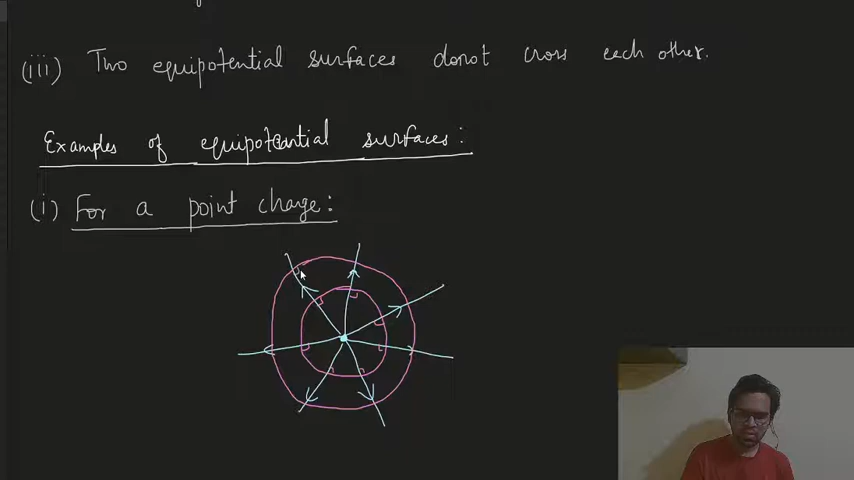 (iii) Two equipotential surfaces donot cross each other.
Examples of equipotential surfaces:
(i) For a point charge: